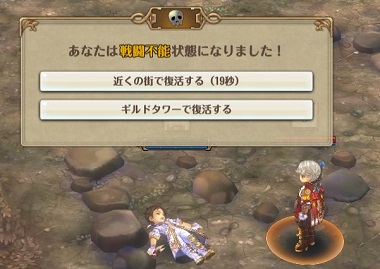 あなたは戦闘不能状態になりました！
近くの街で復活する（19秒）
ギルドタワーで復活する